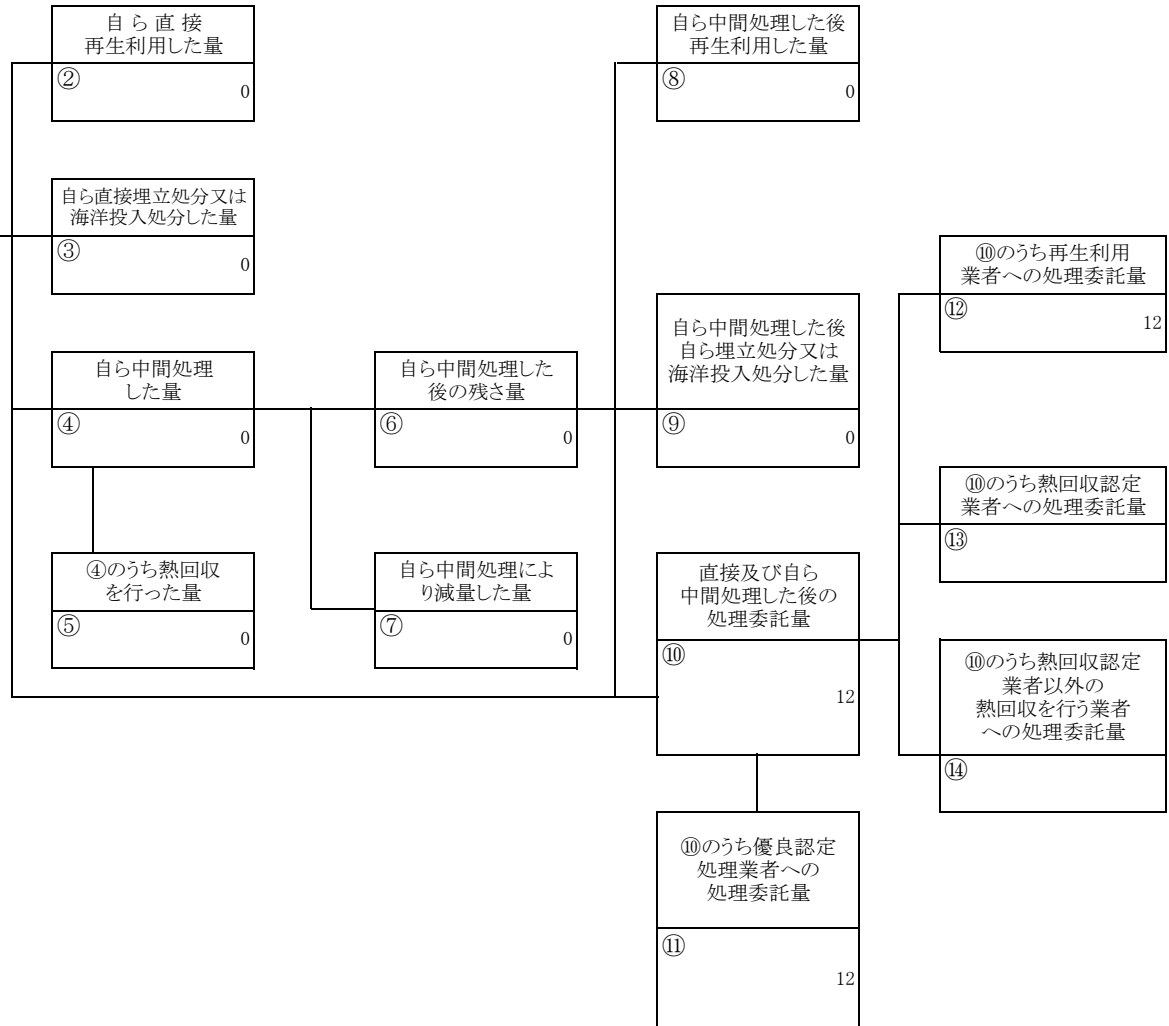 自 ら 直 接
再生利用した量
②
0
自ら直接埋立処分又は
海洋投入処分した量
③
0
自ら中間処理
した量
④
0
④のうち熱回収
を行った量
⑤
0
自ら中間処理した
後の残さ量
⑥
0
自ら中間処理によ
り減量した量
⑦
0
自ら中間処理した後
再生利用した量
⑧
0
自ら中間処理した後
自ら埋立処分又は
海洋投入処分した量
⑨
0
直接及び自ら
中間処理した後の
処理委託量
⑩
12
⑩のうち優良認定
処理業者への
処理委託量
⑪
12
⑩のうち再生利用
業者への処理委託量
⑫
12
⑩のうち熱回収認定
業者への処理委託量
⑬
⑩のうち熱回収認定
業者以外の
熱回収を行う業者
への処理委託量
⑭